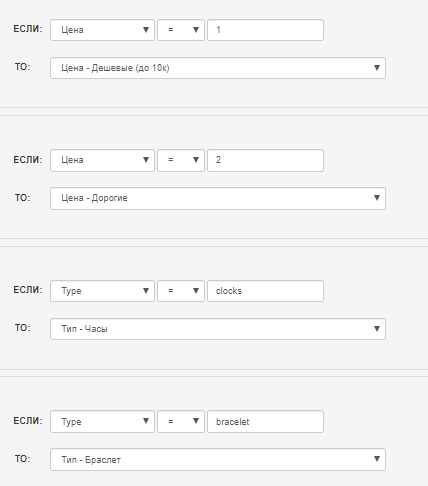 ЕСЛИ: Цена = 1
ТО: Цена - Дешевые (до 10к)
ЕСЛИ: Цена = 2
ТО: Цена - Дорогие
ЕСЛИ: Type = clocks
ТО: Тип - Часы
ЕСЛИ: Type = bracelet
ТО: Тип - Браслет